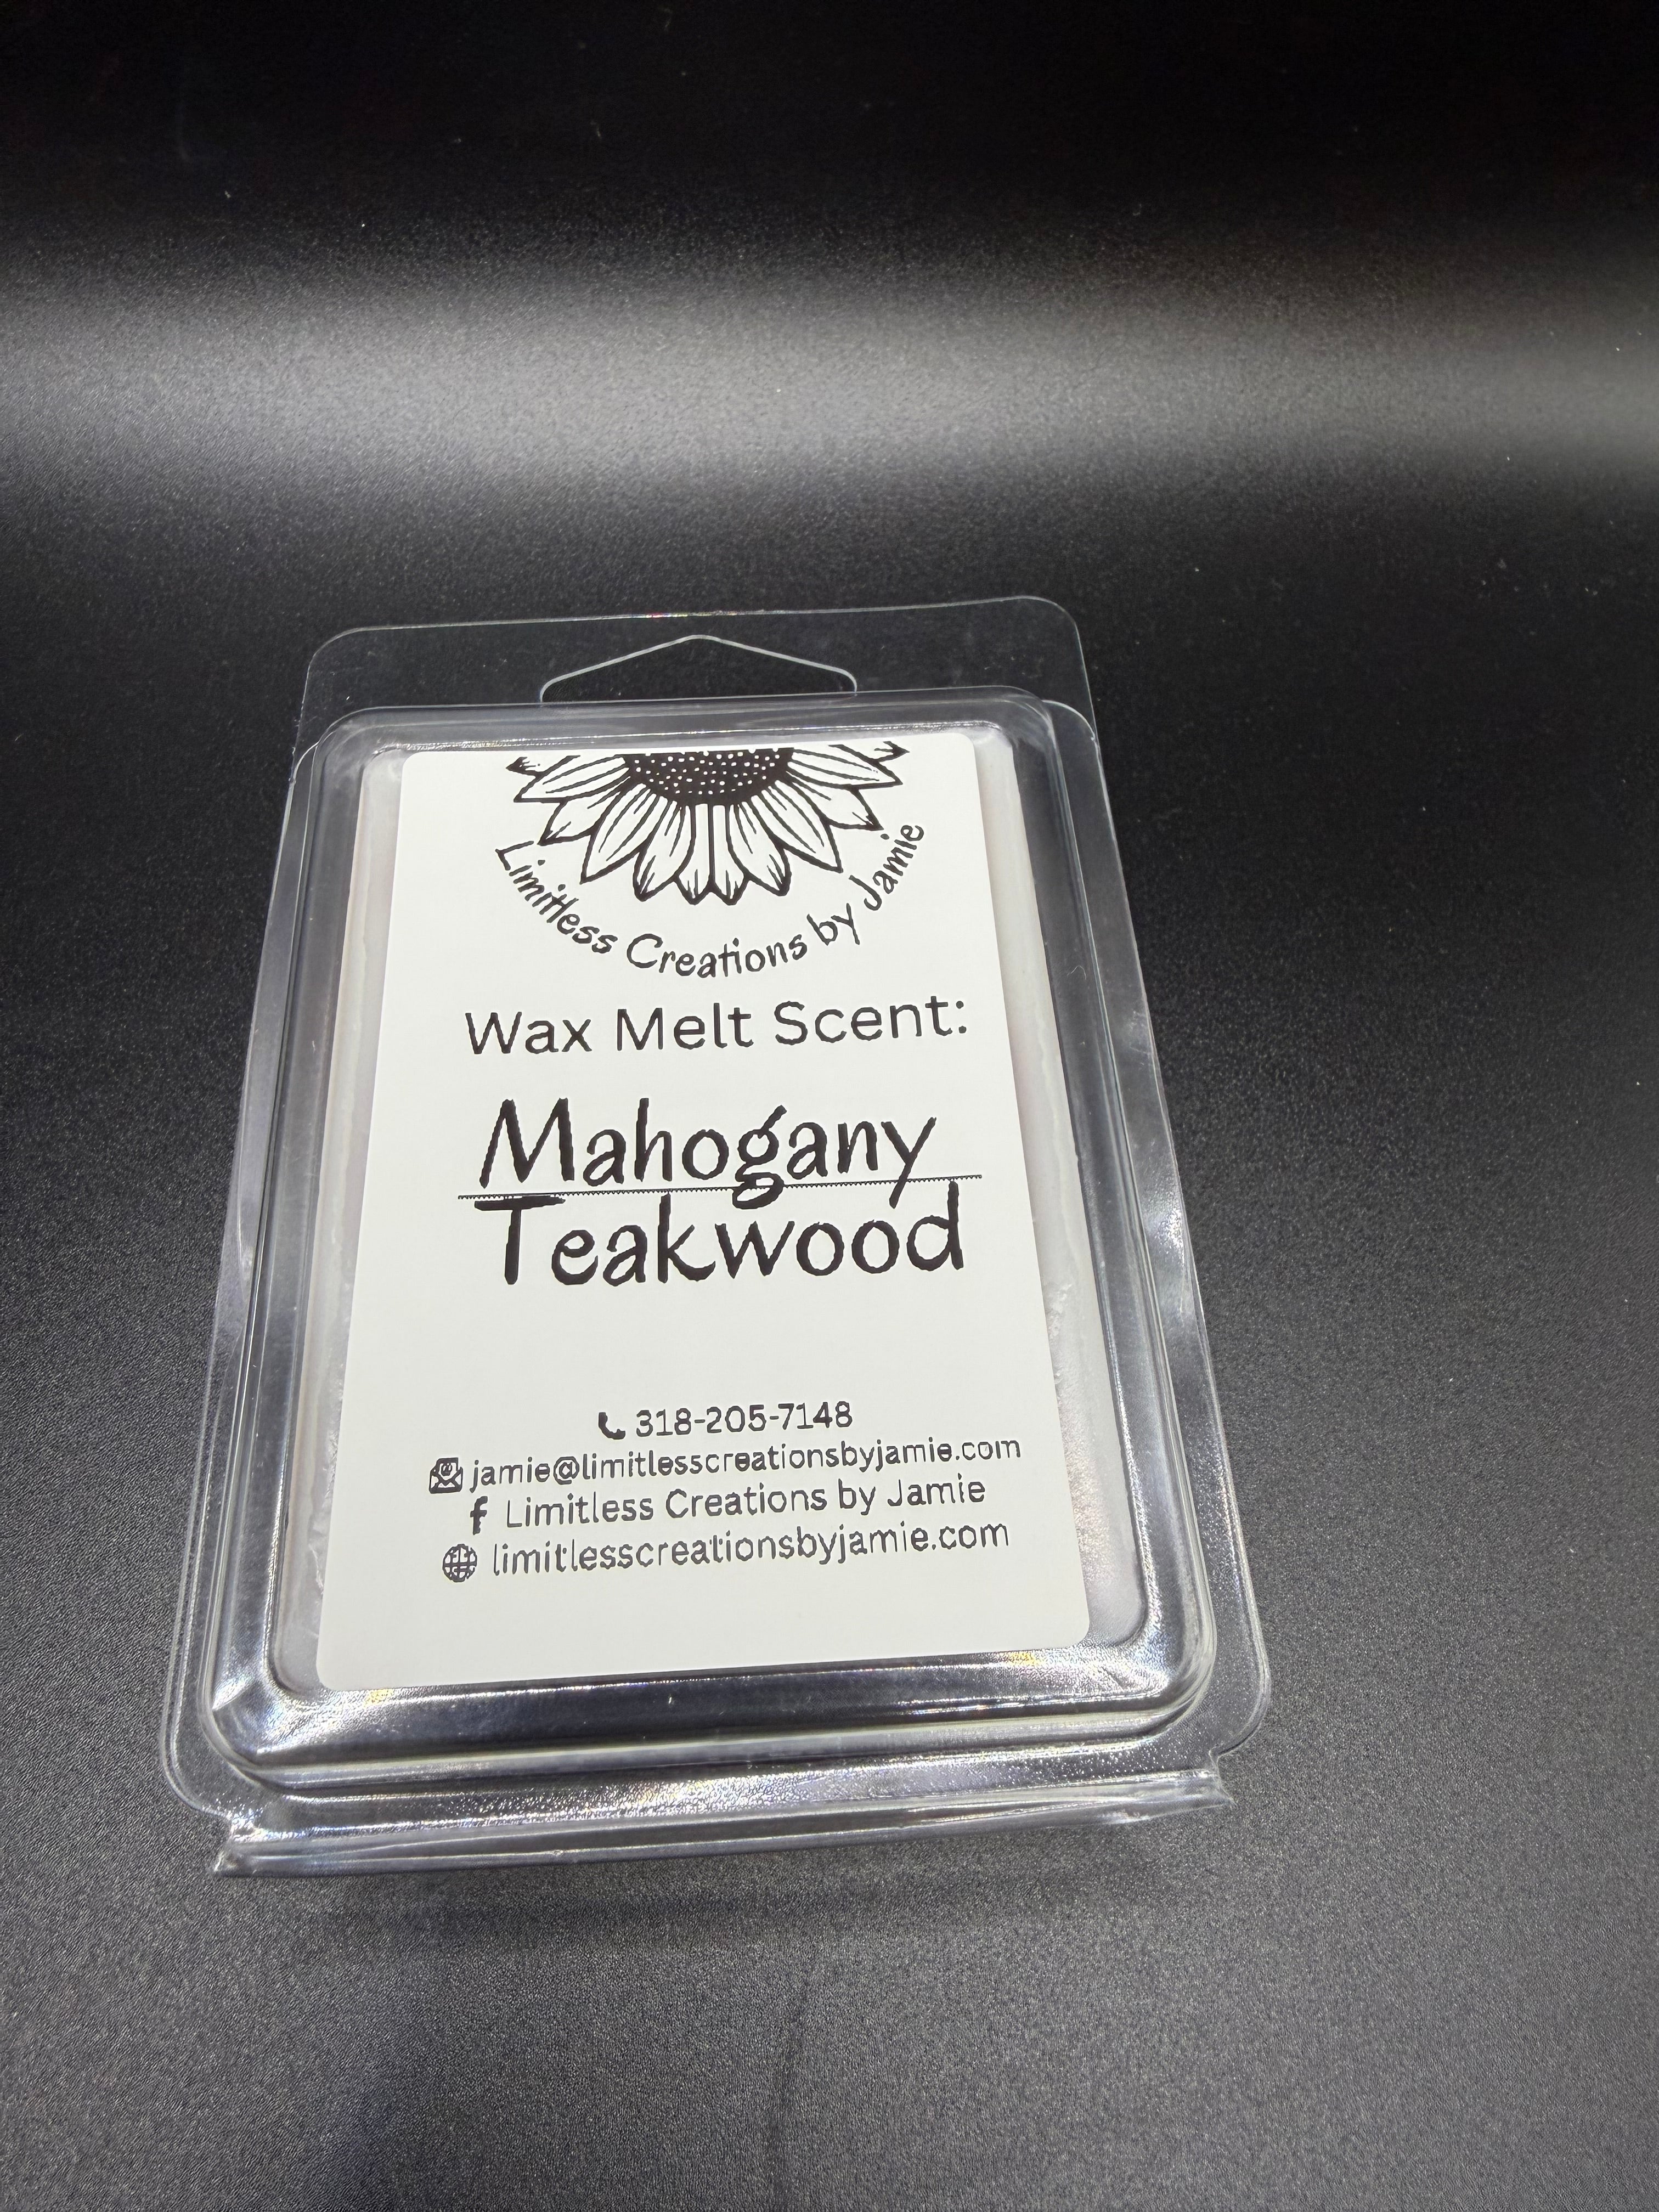 Limitless Creations by Jamie
Wax Melt Scent:
Mahogany
Teakwood
318-205-7148
jamie@limitlesscreationsbyjamie.com
Limitless Creations by Jamie
limitlesscreationsbyjamie.com